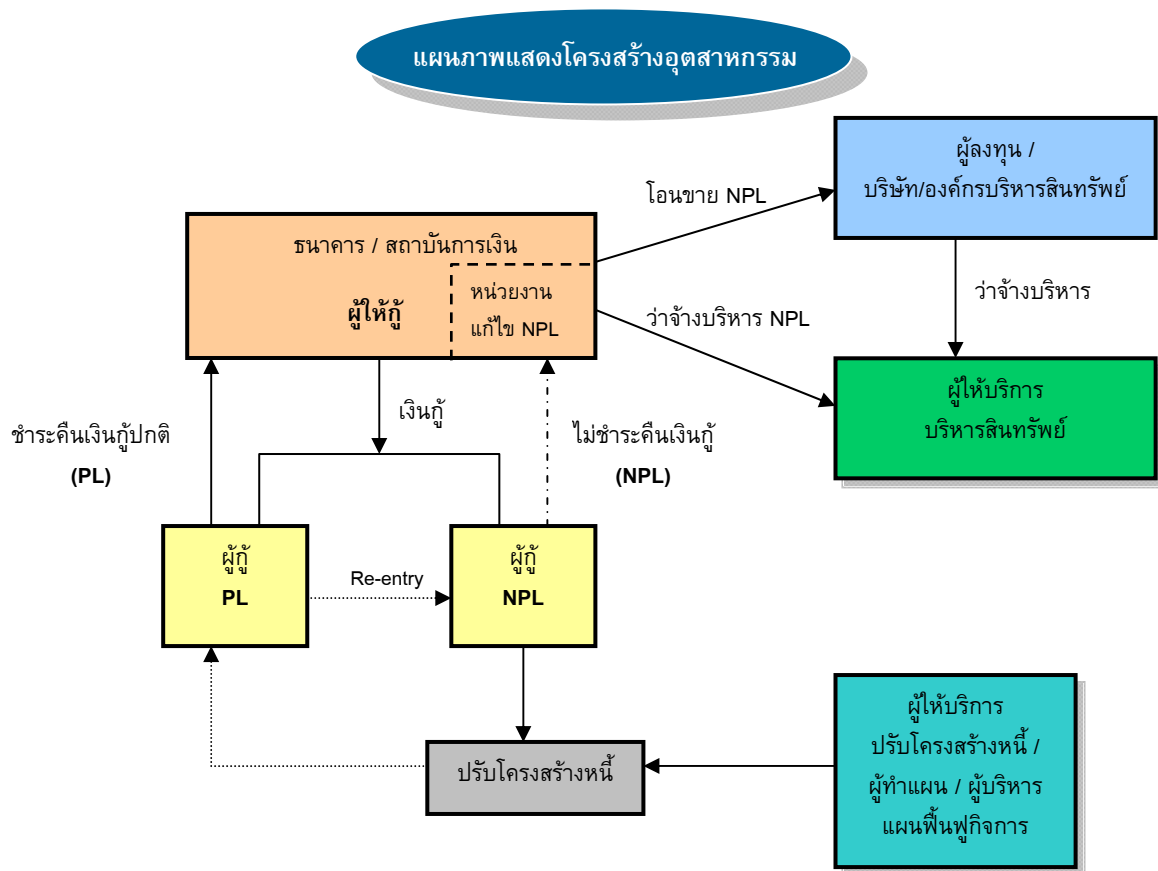 แผนภาพแสดงโครงสร้างอุตสาหกรรม
ผู้ลงทุน /
บริษัท/องค์กรบริหารสินทรัพย์
โอนขาย NPL
ธนาคาร / สถาบันการเงิน
ผู้ให้กู้
หน่วยงาน
แก้ไข NPL
ว่าจ้างบริหาร
ว่าจ้างบริหาร NPL
ผู้ให้บริการ
บริหารสินทรัพย์
เงินกู้
ชำระคืนเงินกู้ปกติ
(PL)
ไม่ชำระคืนเงินกู้
(NPL)
ผู้กู้
PL
Re-entry
ผู้กู้
NPL
ปรับโครงสร้างหนี้
ผู้ให้บริการ
ปรับโครงสร้างหนี้ /
ผู้ทำแผน / ผู้บริหาร
แผนฟื้นฟูกิจการ